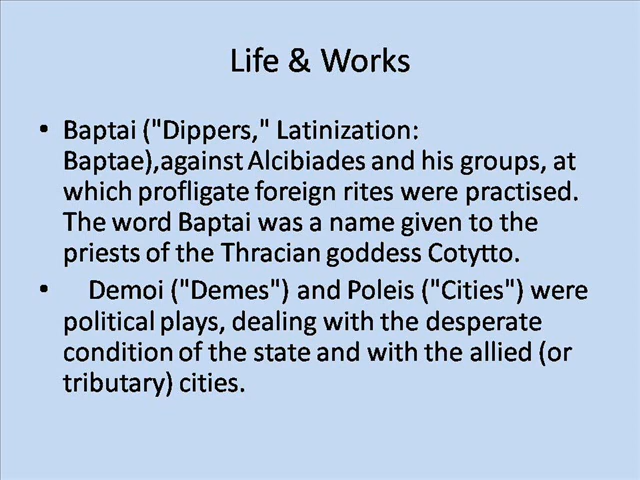 Life & Works
• Baptai ("Dippers," Latinization:
Baptae),against Alcibiades and his groups, at
which profligate foreign rites were practised.
The word Baptai was a name given to the
priests of the Thracian goddess Cotytto.
• Demoi ("Demes") and Poleis ("Cities") were
political plays, dealing with the desperate
condition of the state and with the allied (or
tributary) cities.